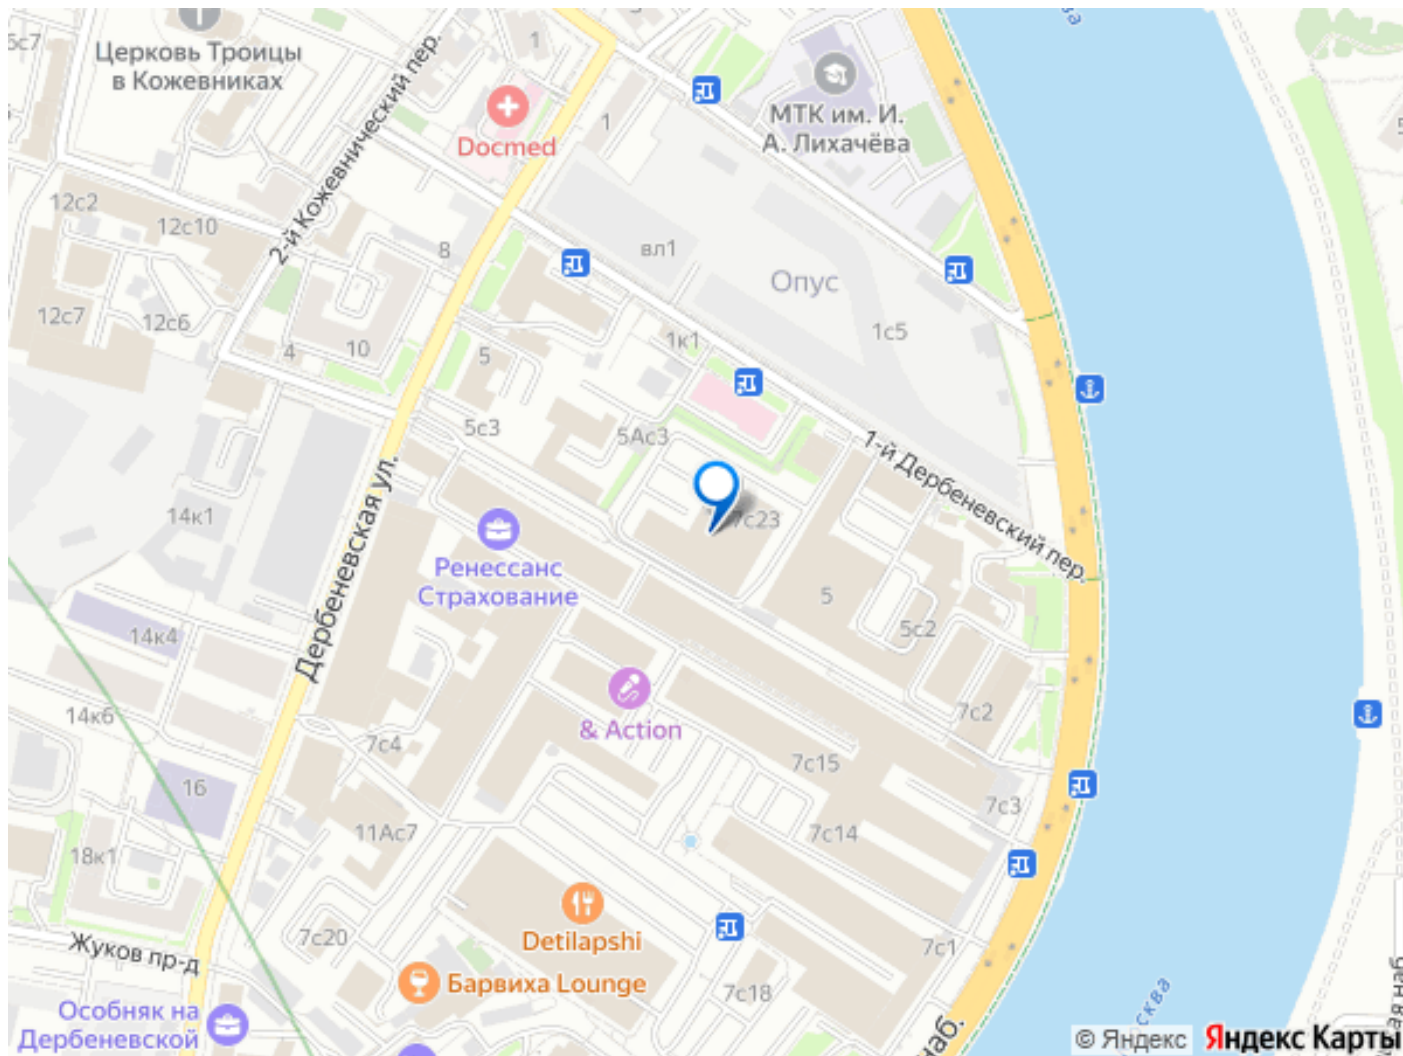 Церковь Троицы
в Кожевниках
2-й Кожевнический пер.
1
Docmed
1
МТК им. И.
А. Лихачёва
12с2
12с10
8
вл1
Опус
12с7
12с6
4
10
5
1к1
1с5
5с3
5Ас3
1-й Дербеневский пер.
Дербеневская ул.
14к1
7с23
Ренессанс
Страхование
5
5с2
14к4
14к6
& Action
7с2
7с4
7с15
16
7с3
11Ас7
7с14
18к1
Detilapshi
7с20
7с1
Жуков пр-д
Барвиха Lounge
7с18
наб.
Особняк на
Дербеневской
© Яндекс
Яндекс Карты